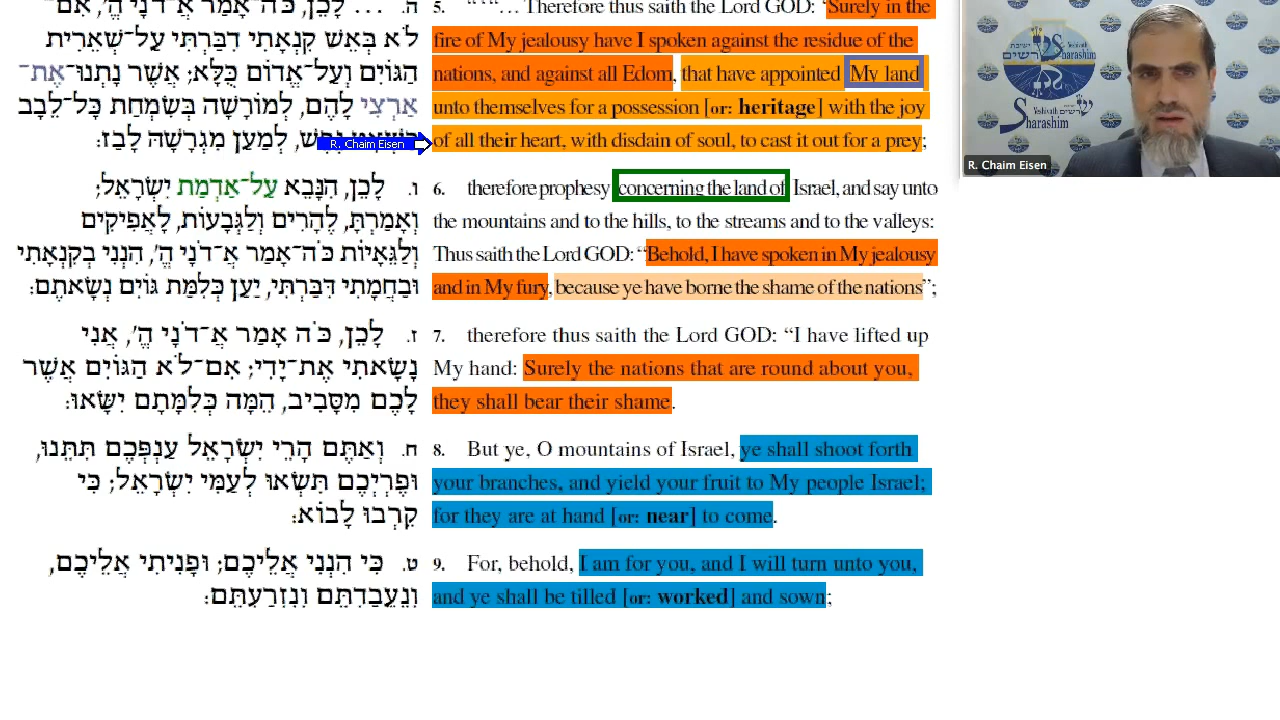 ה. ... לָכֵן, כֹּה־אָמַר אֲ־דֹנָי ה', אִם־
לֹא בְּאֵשׁ קִנְאָתִי דִבַּרְתִּי עַל־שְׁאֵרִית
הַגּוֹיִם וְעַל־אֱדוֹם כֻּלָּא; אֲשֶׁר נָתְנוּ־אֶת־
אַרְצִי לָהֶם, לְמוֹרָשָׁה בְּשִׂמְחַת כָּל־לֵבָב
נֶפֶשׁ, לְמַעַן מִגְרָשָׁהּ לָבַז:
ו. לָכֵן, הִנָּבֵא עַל־אַדְמַת יִשְׂרָאֵל;
וְאָמַרְתָּ, לֶהָרִים וְלַגְּבָעוֹת, לָאֲפִיקִים
וְלַגֵּאָיוֹת כֹּה־אָמַר אֲ־דֹנָי ה', הִנְנִי בְקִנְאָתִי
וּבַחֲמָתִי דִּבַּרְתִּי, יַעַן כְּלִמַּת גּוֹיִם נְשָׂאתֶם:
ז. לָכֵן, כֹּה אָמַר אֲ־דֹנָי ה', אֲנִי
נָשָׂאתִי אֶת־יָדִי; אִם־לֹא הַגּוֹיִם אֲשֶׁר
לָכֶם מִסָּבִיב, הֵמָּה כְּלִמָּתָם יִשָּׂאוּ:
ח. וְאַתֶּם הָרֵי יִשְׂרָאֵל עַנְפְּכֶם תִּתֵּנוּ,
וּפֶרְיְכֶם תִּשְׂאוּ לְעַמִּי יִשְׂרָאֵל; כִּי
קֵרְבוּ לָבוֹא:
ט. כִּי הִנְנִי אֲלֵיכֶם; וּפָנִיתִי אֲלֵיכֶם,
וְנֶעֱבַדְתֶּם וְנִזְרַעְתֶּם:
R. Chaim Eisen
5. “ ‘ “… Therefore thus saith the Lord GOD: ‘Surely in the
fire of My jealousy have I spoken against the residue of the
nations, and against all Edom, that have appointed My land
unto themselves for a possession [or: heritage] with the joy
of all their heart, with disdain of soul, to cast it out for a prey;
6. therefore prophesy concerning the land of Israel, and say unto
the mountains and to the hills, to the streams and to the valleys:
Thus saith the Lord GOD: “Behold, I have spoken in My jealousy
and in My fury, because ye have borne the shame of the nations”;
7. therefore thus saith the Lord GOD: “I have lifted up
My hand: Surely the nations that are round about you,
they shall bear their shame.
8. But ye, O mountains of Israel, ye shall shoot forth
your branches, and yield your fruit to My people Israel;
for they are at hand [or: near] to come.
9. For, behold, I am for you, and I will turn unto you,
and ye shall be tilled [or: worked] and sown;
Yeshivath
Sharashim
ישיבת
שרשים
Yeshivath
Sharashim
R. Chaim Eisen